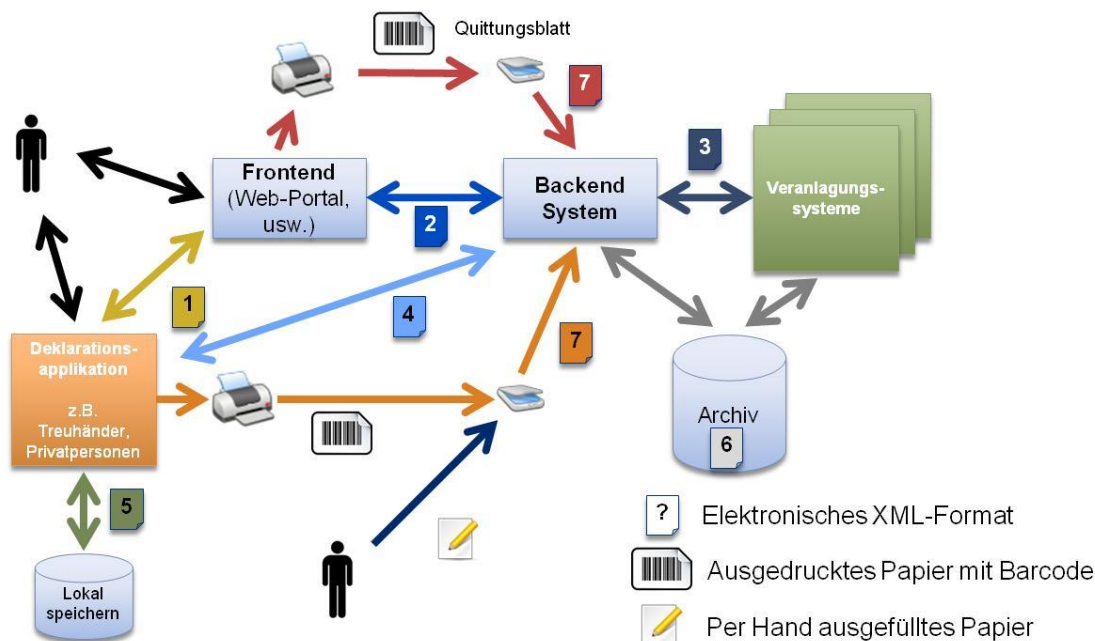 Quittungsblatt
7
3
Frontend
(Web-Portal,
usw.)
2
Backend
System
Veranlagungs-
systeme
1
4
7
Deklarations-
applikation
z.B.
Treuhänder,
Privatpersonen
Archiv
6
5
Lokal
speichern
? Elektronisches XML-Format
Ausgedrucktes Papier mit Barcode
Per Hand ausgefülltes Papier